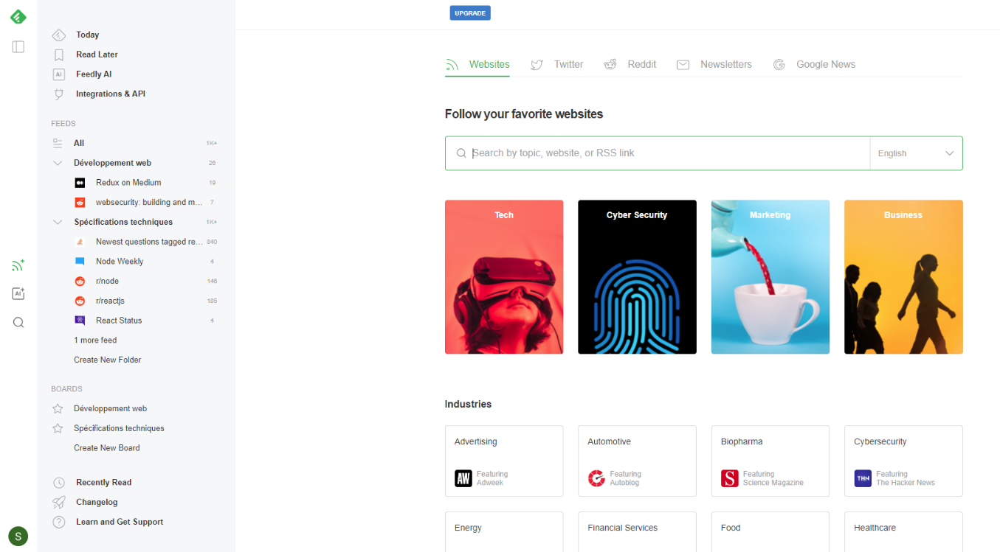 UPGRADE
Today
Read Later
AI Feedly AI
Integrations & API
FEEDS
All 1K+
Développement web 26
Redux on Medium 19
websecurity: building and m... 7
Spécifications techniques 1K+
Newest questions tagged re... 840
Node Weekly 4
r/node 146
r/reactjs 185
React Status 4
1 more feed
Create New Folder
BOARDS
Développement web
Spécifications techniques
Create New Board
Recently Read
Changelog
Learn and Get Support
AI
S
Websites Twitter Reddit Newsletters Google News
Follow your favorite websites
Search by topic, website, or RSS link English
Tech Cyber Security Marketing Business
Industries
Advertising
AW Featuring
Adweek
Automotive
Featuring
Autoblog
Biopharma
S Featuring
Science Magazine
Cybersecurity
THN Featuring
The Hacker News
Energy Financial Services Food Healthcare